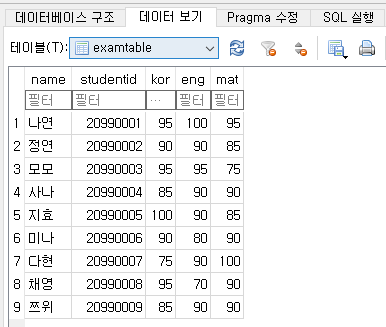 데이터베이스 구조 데이터 보기 Pragma 수정 SQL 실행
테이블(T): examtable
name studentid kor eng mat
필터 필터 ... 필터 필터
1 나연 20990001 95 100 95
2 정연 20990002 90 90 85
3 모모 20990003 95 95 75
4 사나 20990004 85 90 90
5 지효 20990005 100 90 85
6 미나 20990006 90 80 90
7 다현 20990007 75 90 100
8 채영 20990008 95 70 90
9 쯔위 20990009 85 90 90